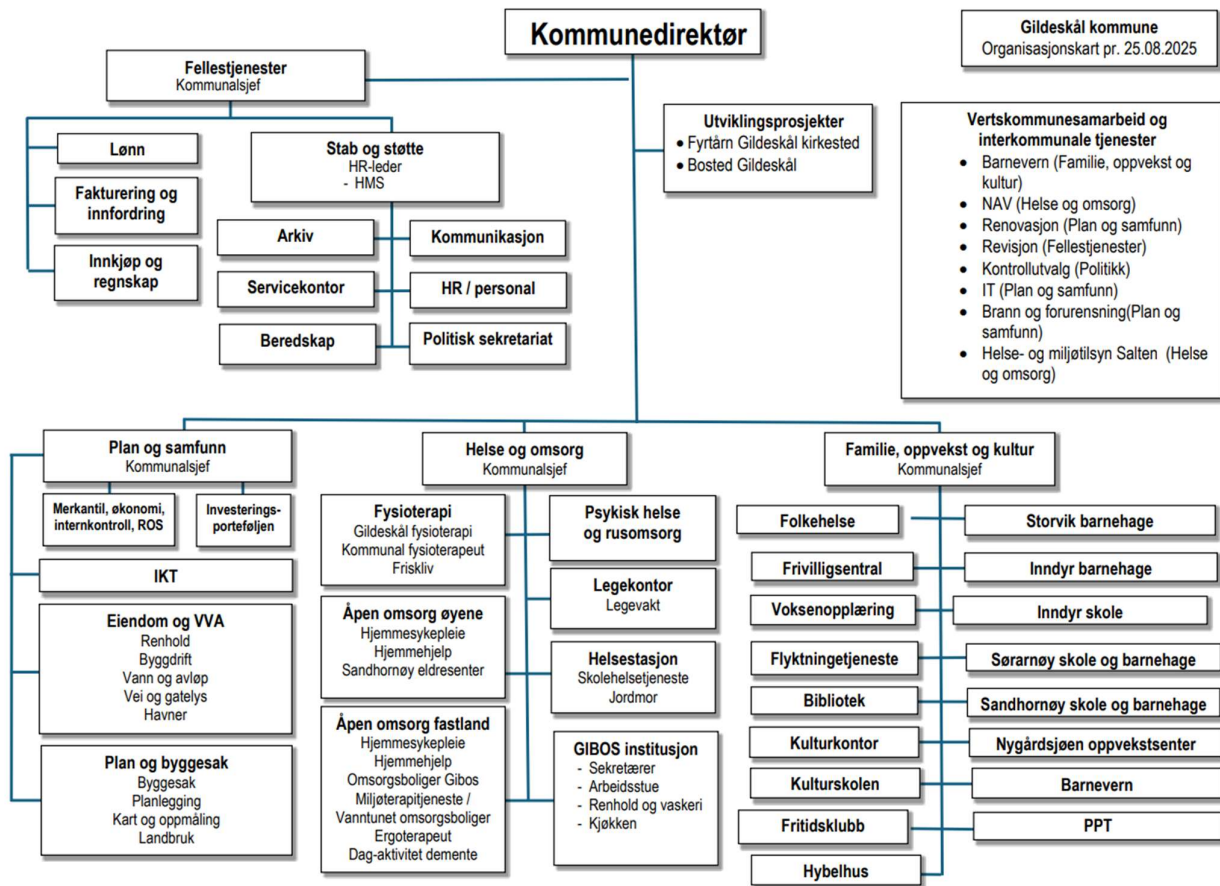 Kommunedirektør
Gildeskål kommune
Organisasjonskart pr. 25.08.2025
Fellestjenester
Kommunalsjef
Lønn
Fakturering og
innfordring
Innkjøp og
regnskap
Stab og støtte
HR-leder
- HMS
Arkiv
Kommunikasjon
Servicekontor
HR / personal
Beredskap
Politisk sekretariat
Utviklingsprosjekter
● Fyrtårn Gildeskål kirkested
● Bosted Gildeskål
Vertskommunesamarbeid og
interkommunale tjenester
● Barnevern (Familie, oppvekst og
kultur)
● NAV (Helse og omsorg)
● Renovasjon (Plan og samfunn)
● Revisjon (Fellestjenester)
● Kontrollutvalg (Politikk)
● IT (Plan og samfunn)
● Brann og forurensning(Plan og
samfunn)
● Helse- og miljøtilsyn Salten (Helse
og omsorg)
Plan og samfunn
Kommunalsjef
Merkantil, økonomi,
internkontroll, ROS
Investerings-
porteføljen
IKT
Eiendom og VVA
Renhold
Byggdrift
Vann og avløp
Vei og gatelys
Havner
Plan og byggesak
Byggesak
Planlegging
Kart og oppmåling
Landbruk
Helse og omsorg
Kommunalsjef
Fysioterapi
Gildeskål fysioterapi
Kommunal fysioterapeut
Friskliv
Åpen omsorg øyene
Hjemmesykepleie
Hjemmehjelp
Sandhornøy eldresenter
Åpen omsorg fastland
Hjemmesykepleie
Hjemmehjelp
Omsorgsboliger Gibos
Miljøterapitjeneste /
Vanntunet omsorgsboliger
Ergoterapeut
Dag-aktivitet demente
Psykisk helse
og rusomsorg
Legekontor
Legevakt
Helsestasjon
Skolehelsetjeneste
Jordmor
GIBOS institusjon
- Sekretærer
- Arbeidsstue
- Renhold og vaskeri
- Kjøkken
Familie, oppvekst og kultur
Kommunalsjef
Folkehelse
Storvik barnehage
Frivilligsentral
Inndyr barnehage
Voksenopplæring
Inndyr skole
Flyktningetjeneste
Sørarnøy skole og barnehage
Bibliotek
Sandhornøy skole og barnehage
Kulturkontor
Nygårdsjøen oppvekstsenter
Kulturskolen
Barnevern
Fritidsklubb
PPT
Hybelhus